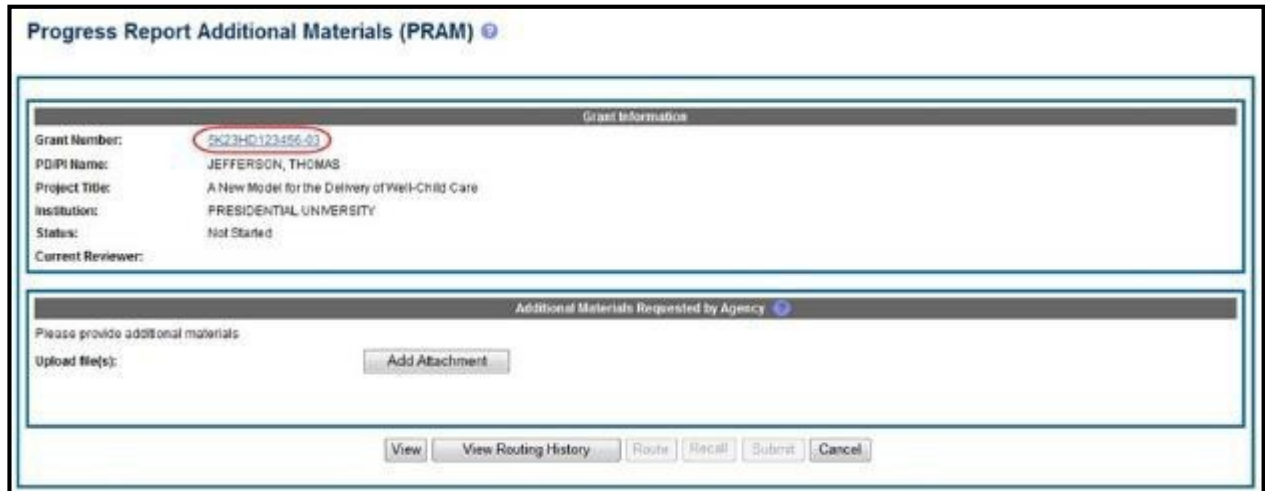 Progress Report Additional Materials (PRAM) ?
Grant Information
Grant Number: 5K23HD123456-03
PD/PI Name: JEFFERSON, THOMAS
Project Title: A New Model for the Delivery of Well-Child Care
Institution: PRESIDENTIAL UNIVERSITY
Status: Not Started
Current Reviewer:
Additional Materials Requested by Agency ?
Please provide additional materials
Upload file(s): Add Attachment
View View Routing History Route Recall Submit Cancel